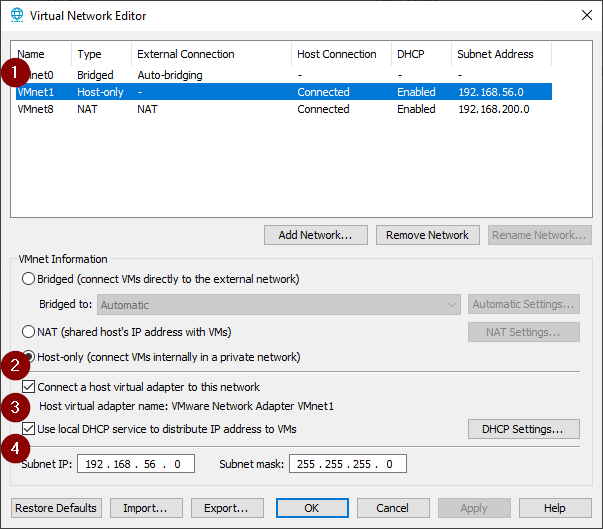 Virtual Network Editor
Name Type External Connection Host Connection DHCP Subnet Address
net0 Bridged Auto-bridging - - -
1
VMnet1 Host-only - Connected Enabled 192.168.56.0
VMnet8 NAT NAT Connected Enabled 192.168.200.0
Add Network... Remove Network Rename Network...
VMnet Information
Bridged (connect VMs directly to the external network)
Bridged to: Automatic Automatic Settings...
NAT (shared host's IP address with VMs) NAT Settings...
Host-only (connect VMs internally in a private network)
2
Connect a host virtual adapter to this network
3
Host virtual adapter name: VMware Network Adapter VMnet1
Use local DHCP service to distribute IP address to VMs DHCP Settings...
4
Subnet IP: 192 . 168 . 56 . 0 Subnet mask: 255 . 255 . 255 . 0
Restore Defaults Import... Export... OK Cancel Apply Help